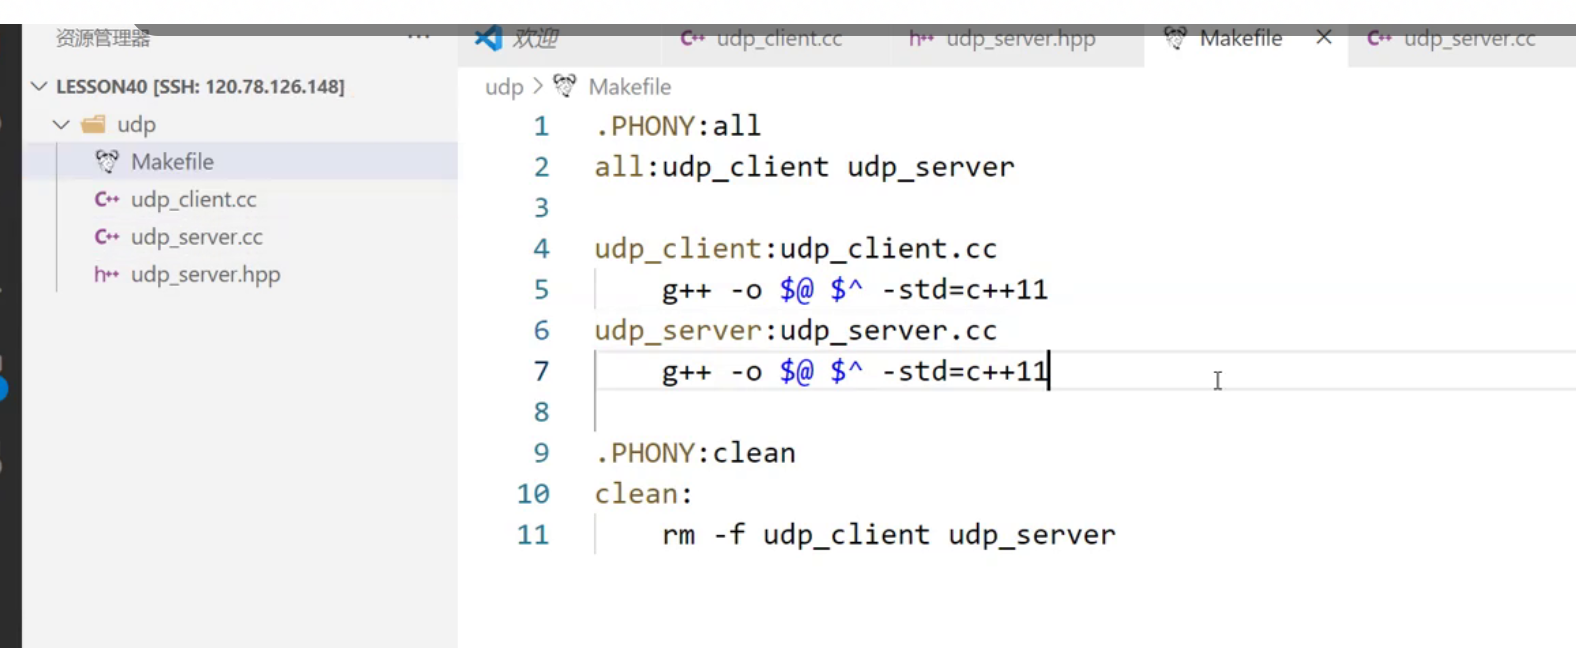 资源管理器 ···
欢迎 C++ udp_client.cc h++ udp_server.hpp Makefile × C++ udp_server.cc
LESSON40 [SSH: 120.78.126.148]
udp
Makefile
C++ udp_client.cc
C++ udp_server.cc
h++ udp_server.hpp
udp > Makefile
1 .PHONY:all
2 all:udp_client udp_server
3
4 udp_client:udp_client.cc
5 g++ -o $@ $^ -std=c++11
6 udp_server:udp_server.cc
7 g++ -o $@ $^ -std=c++11
8
9 .PHONY:clean
10 clean:
11 rm -f udp_client udp_server